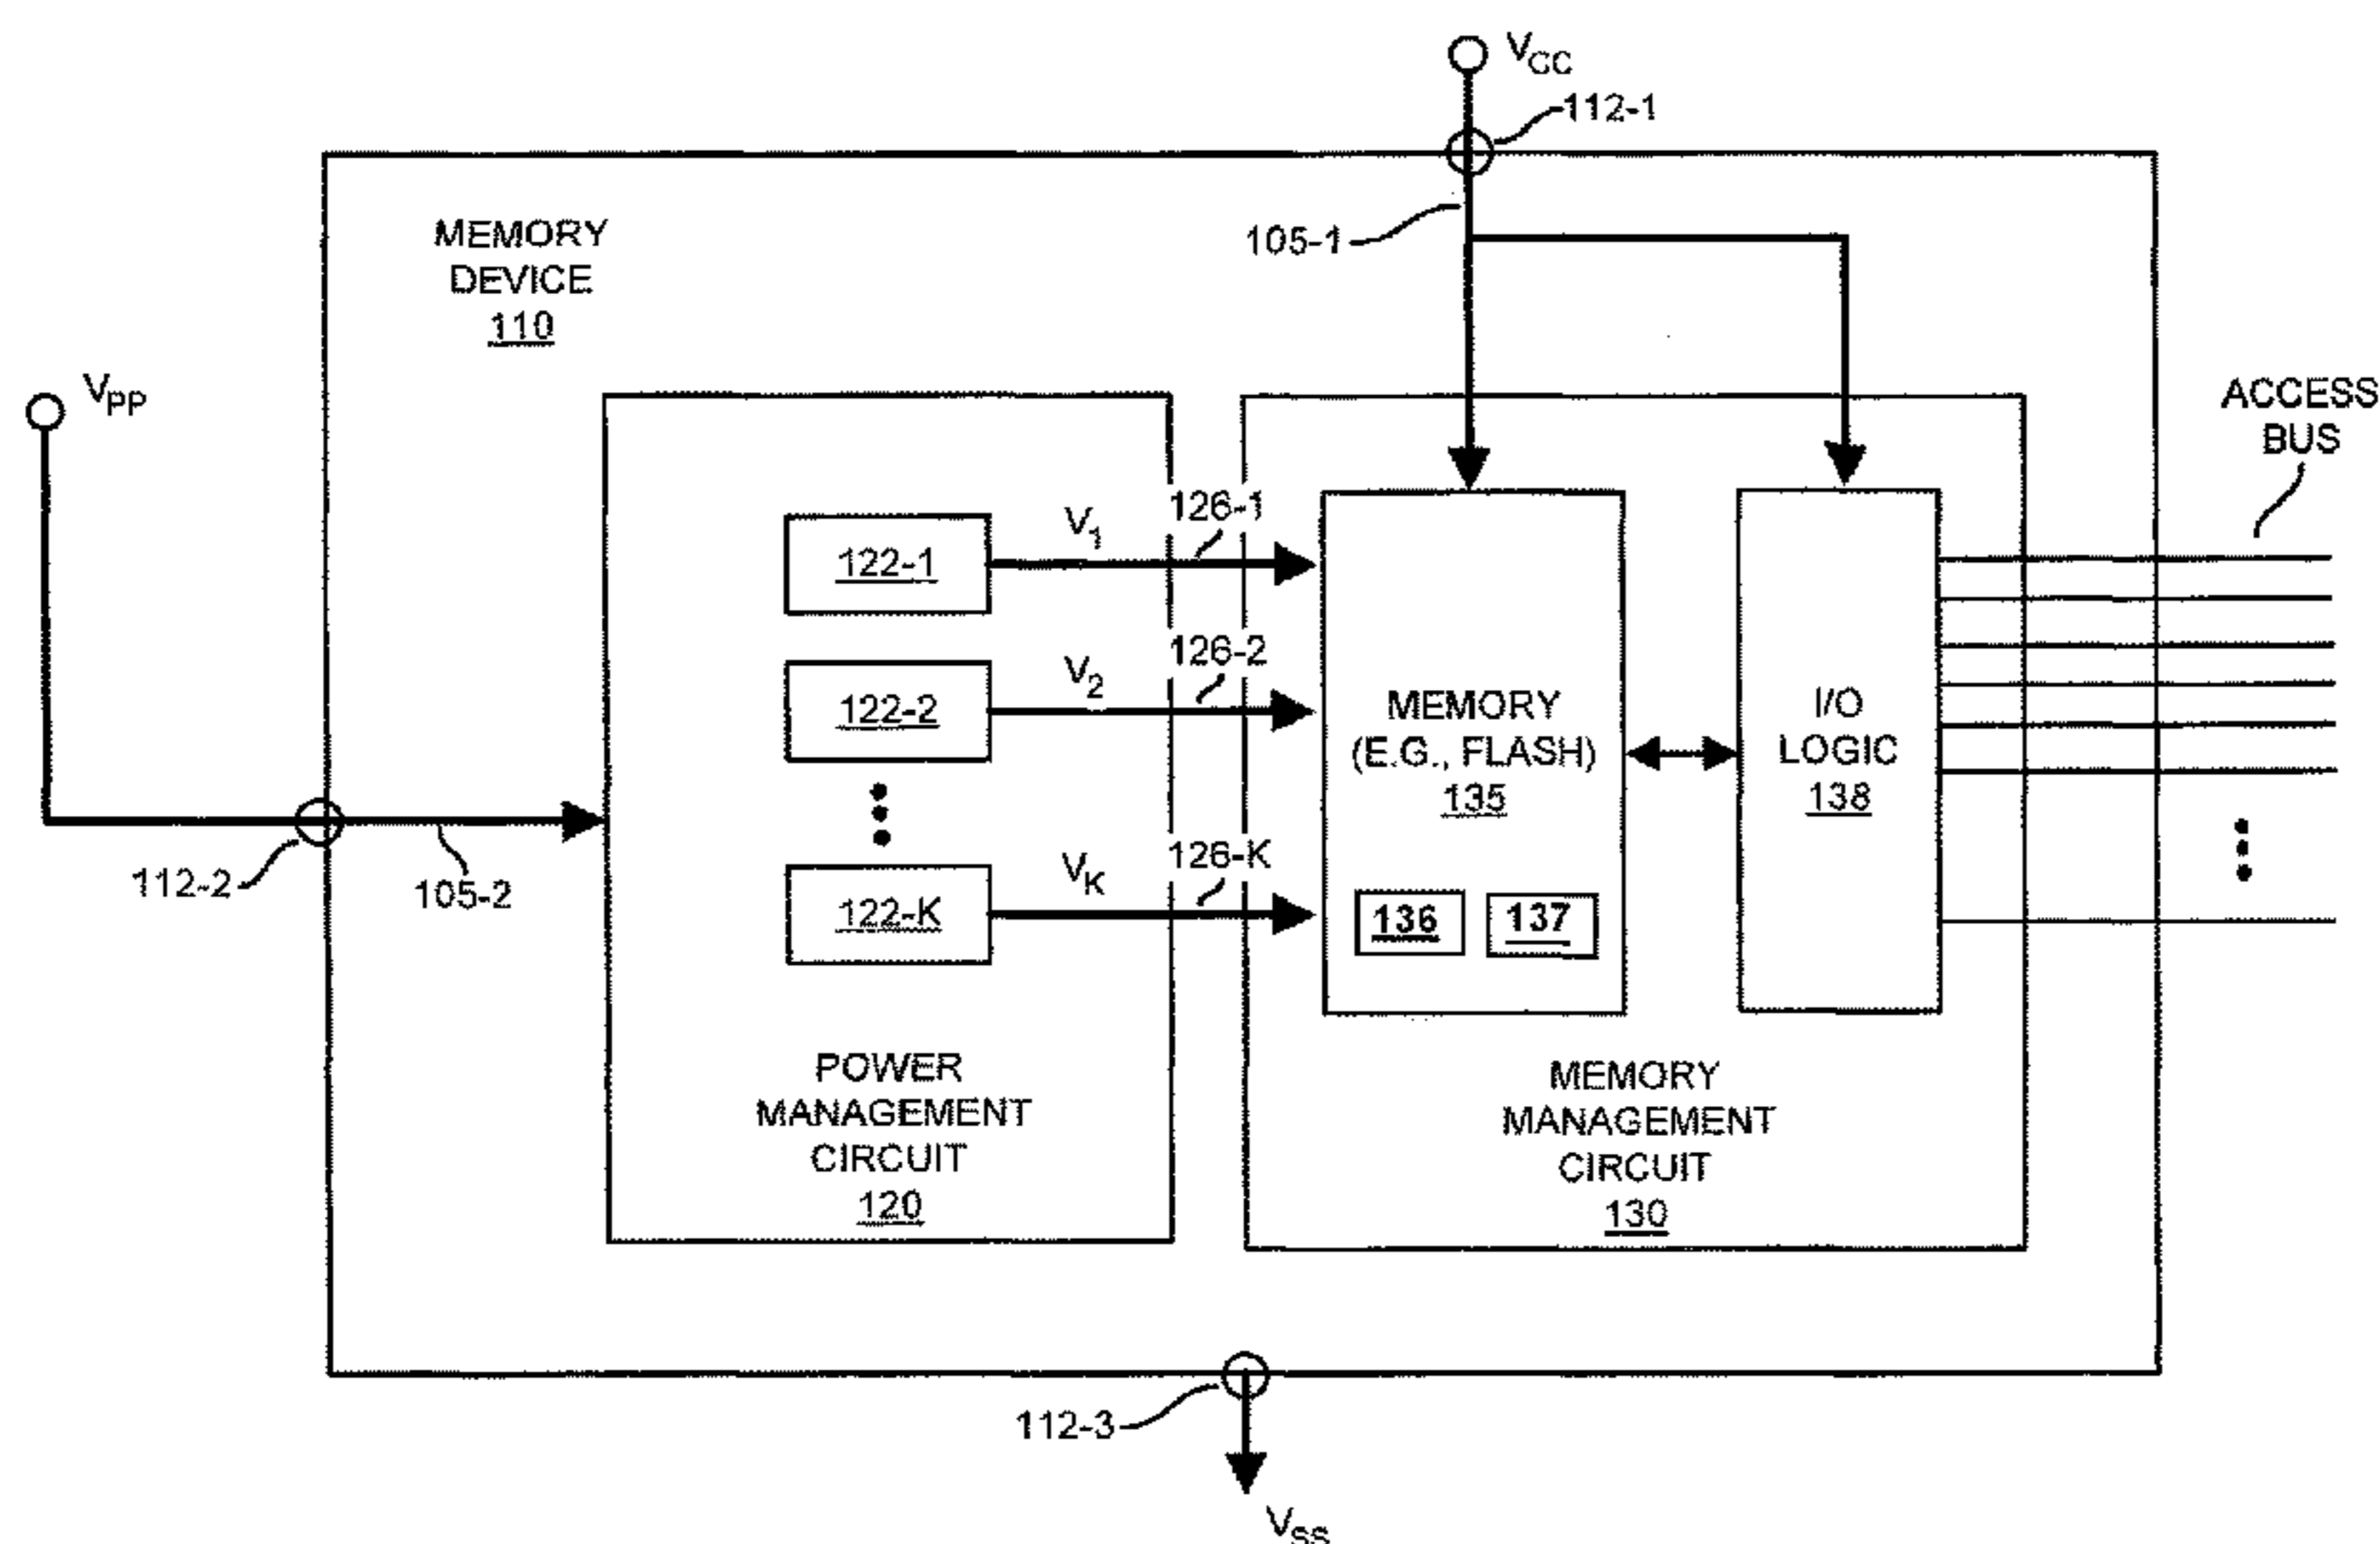 VCC
112-1
MEMORY
DEVICE
110
105-1
VPP
ACCESS
BUS
122-1
V1
126-1
122-2
V2
126-2
122-K
VK
126-K
MEMORY
(E.G., FLASH)
135
136
137
I/O
LOGIC
138
112-2
105-2
POWER
MANAGEMENT
CIRCUIT
120
MEMORY
MANAGEMENT
CIRCUIT
130
112-3
VSS